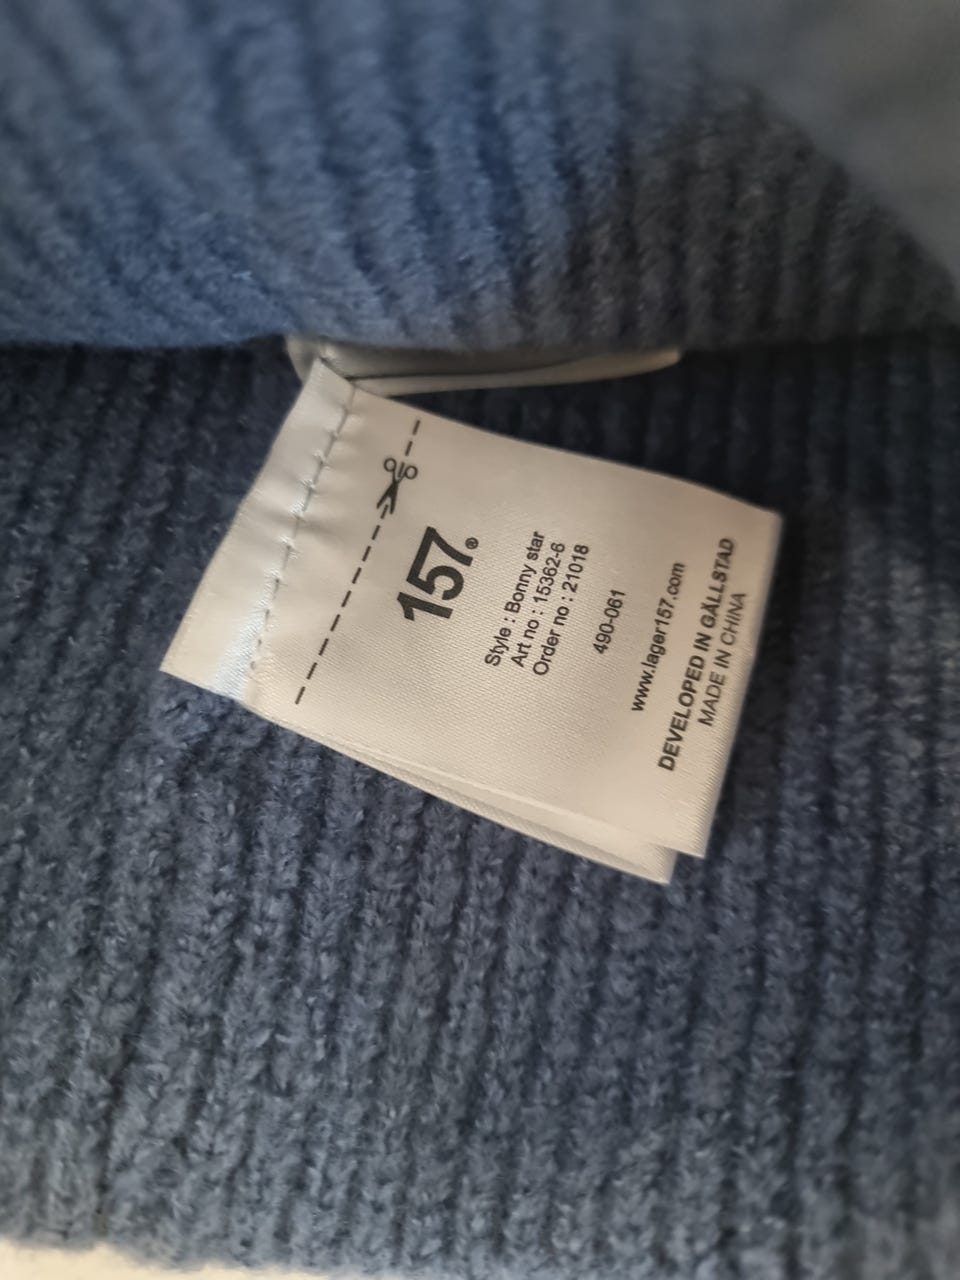 157®
Style : Bonny star
Art no : 15362-6
Order no : 21018
490-061
www.lager157.com
DEVELOPED IN GÄLLSTAD
MADE IN CHINA